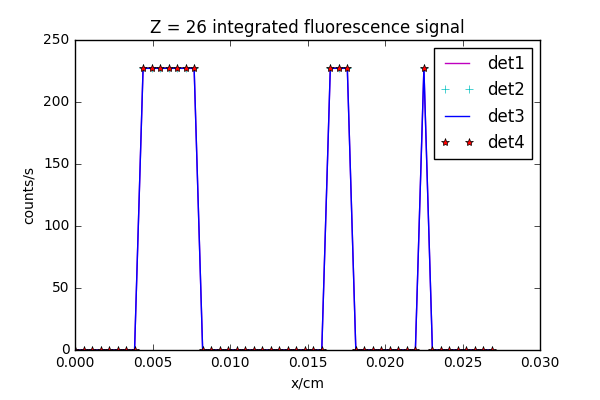 Z = 26 integrated fluorescence signal
250
200
150
100
50
0
counts/s
det1
det2
det3
det4
0.000 0.005 0.010 0.015 0.020 0.025 0.030
x/cm